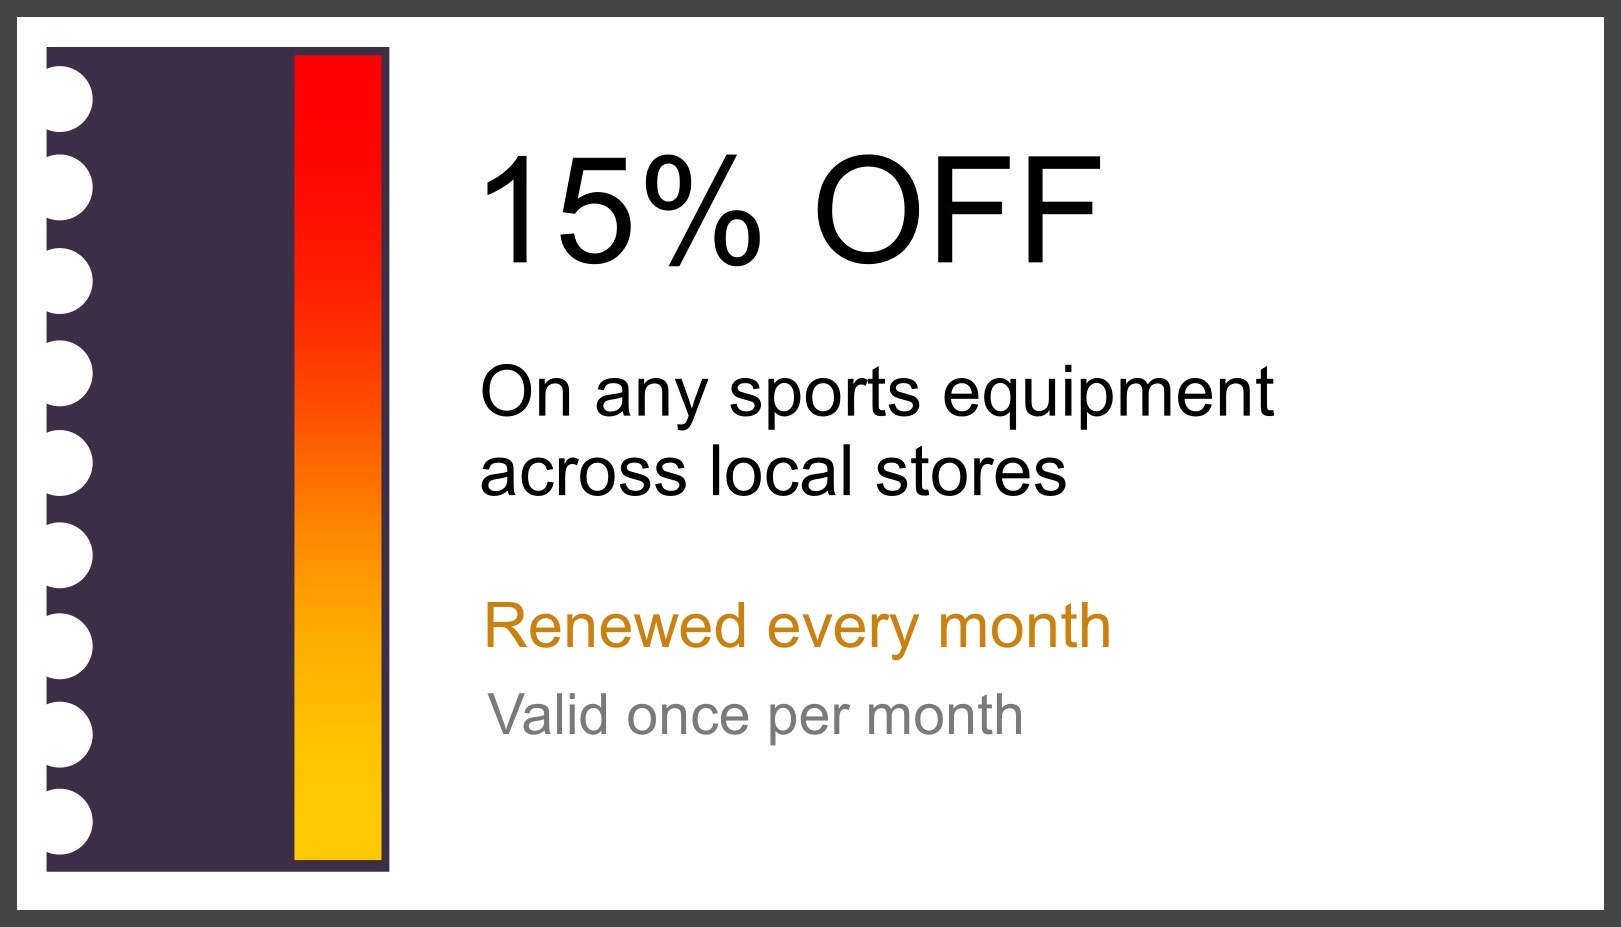 15% OFF
On any sports equipment
across local stores
Renewed every month
Valid once per month